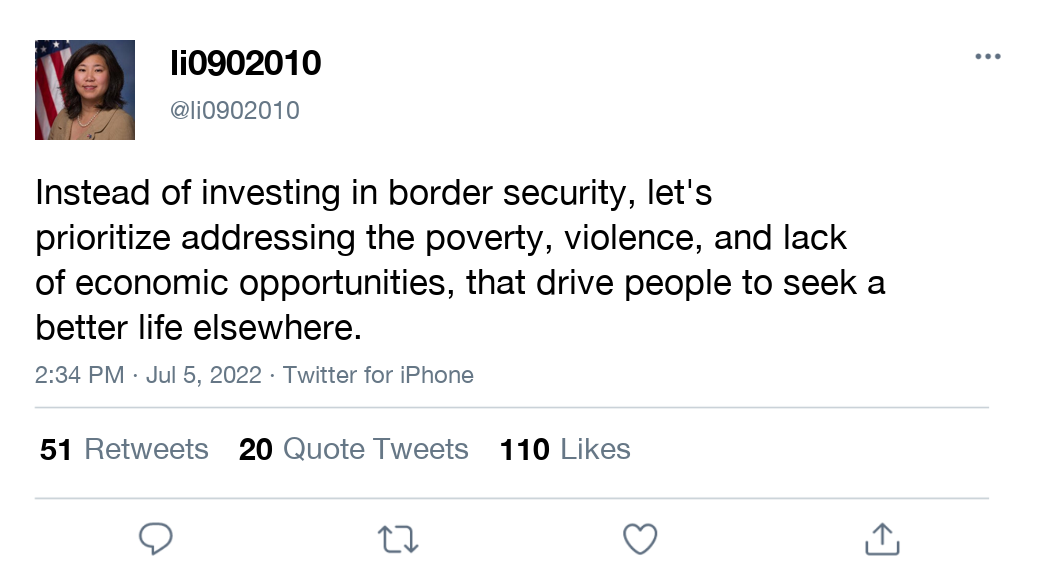 li0902010
@li0902010
Instead of investing in border security, let's
prioritize addressing the poverty, violence, and lack
of economic opportunities, that drive people to seek a
better life elsewhere.
2:34 PM · Jul 5, 2022 · Twitter for iPhone
51 Retweets 20 Quote Tweets 110 Likes